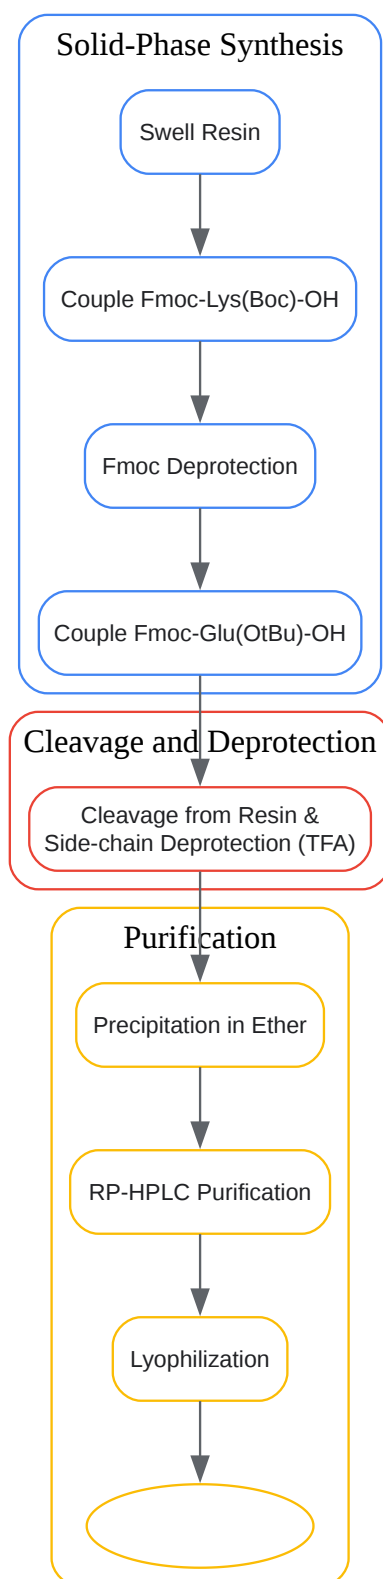 Solid-Phase Synthesis
Swell Resin
Couple Fmoc-Lys(Boc)-OH
Fmoc Deprotection
Couple Fmoc-Glu(OtBu)-OH
Cleavage and Deprotection
Cleavage from Resin &
Side-chain Deprotection (TFA)
Purification
Precipitation in Ether
RP-HPLC Purification
Lyophilization